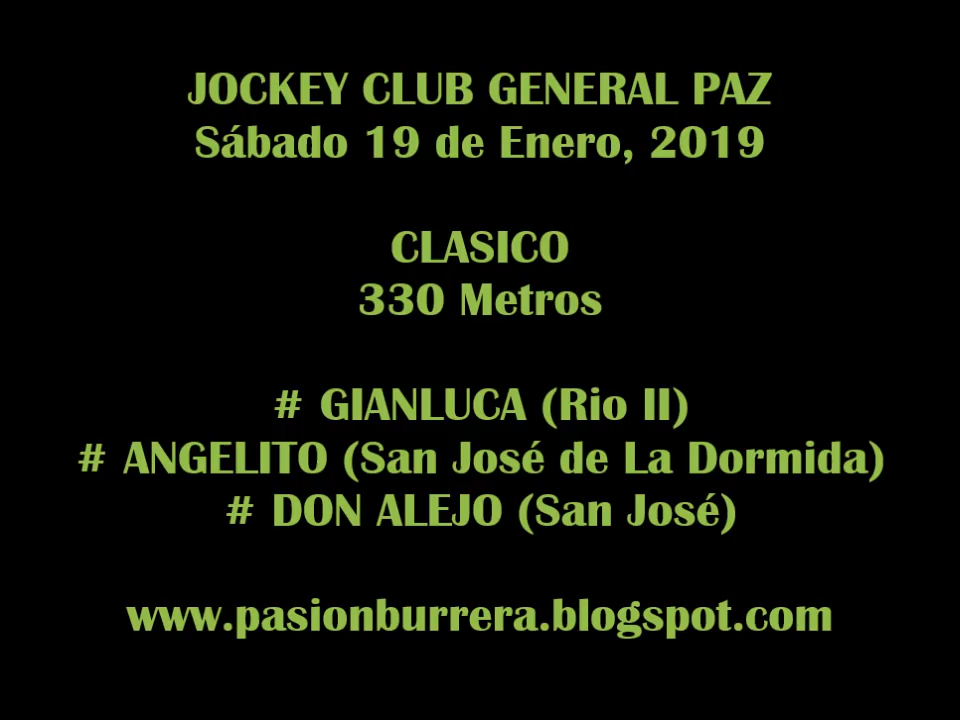 JOCKEY CLUB GENERAL PAZ
Sábado 19 de Enero, 2019
CLASICO
330 Metros
# GIANLUCA (Rio II)
# ANGELITO (San José de La Dormida)
# DON ALEJO (San José)
www.pasionburrera.blogspot.com